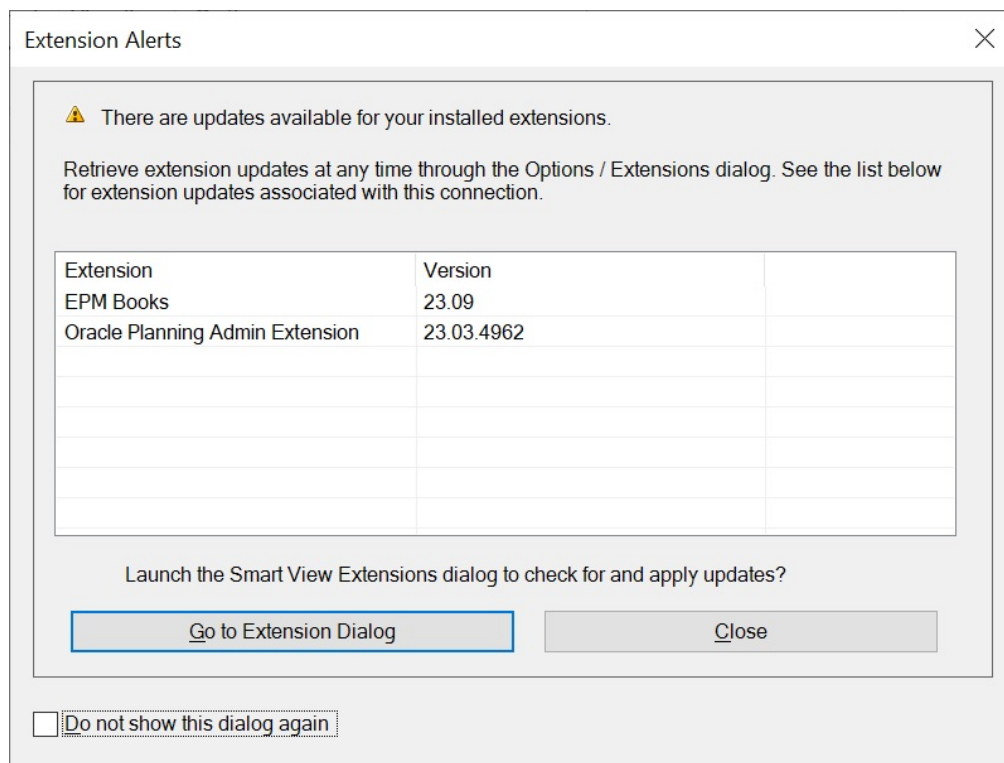 Extension Alerts
There are updates available for your installed extensions.
Retrieve extension updates at any time through the Options / Extensions dialog. See the list below
for extension updates associated with this connection.
Extension Version
EPM Books 23.09
Oracle Planning Admin Extension 23.03.4962
Launch the Smart View Extensions dialog to check for and apply updates?
Go to Extension Dialog Close
Do not show this dialog again